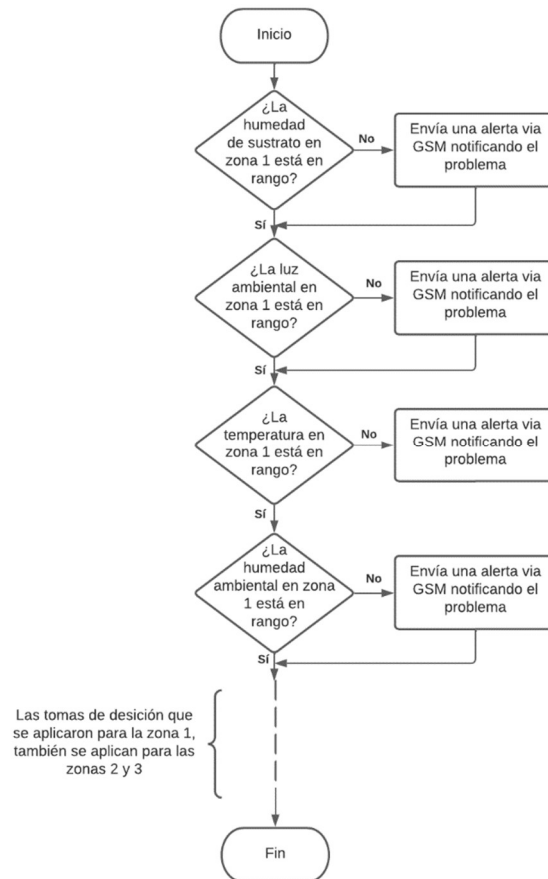 Inicio
¿La
humedad
de sustrato en
zona 1 está en
rango?
No
Envía una alerta via
GSM notificando el
problema
Sí
¿La luz
ambiental en
zona 1 está en
rango?
No
Envía una alerta via
GSM notificando el
problema
Sí
¿La
temperatura en
zona 1 está en
rango?
No
Envía una alerta via
GSM notificando el
problema
Sí
¿La
humedad
ambiental en zona
1 está en
rango?
No
Envía una alerta via
GSM notificando el
problema
Sí
Las tomas de desición que
se aplicaron para la zona 1,
también se aplican para las
zonas 2 y 3
Fin